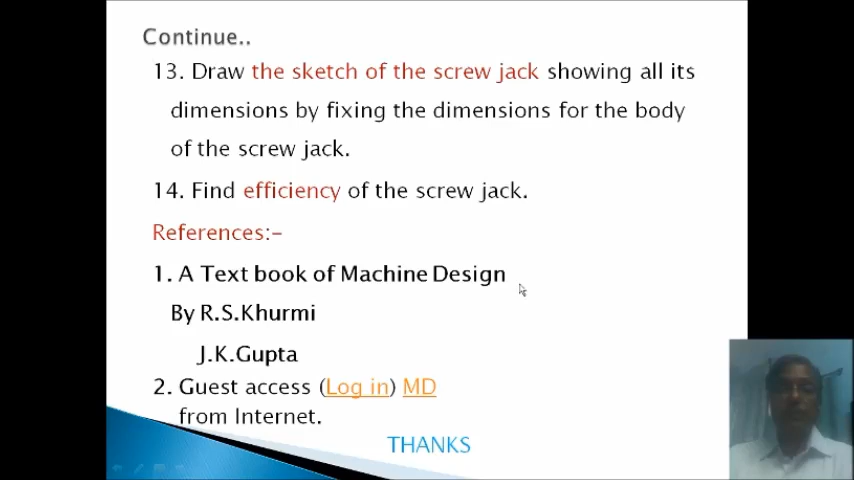 Continue..
13. Draw the sketch of the screw jack showing all its
dimensions by fixing the dimensions for the body
of the screw jack.
14. Find efficiency of the screw jack.
References:-
1. A Text book of Machine Design
By R.S.Khurmi
J.K.Gupta
2. Guest access (Log in) MD
from Internet.
THANKS